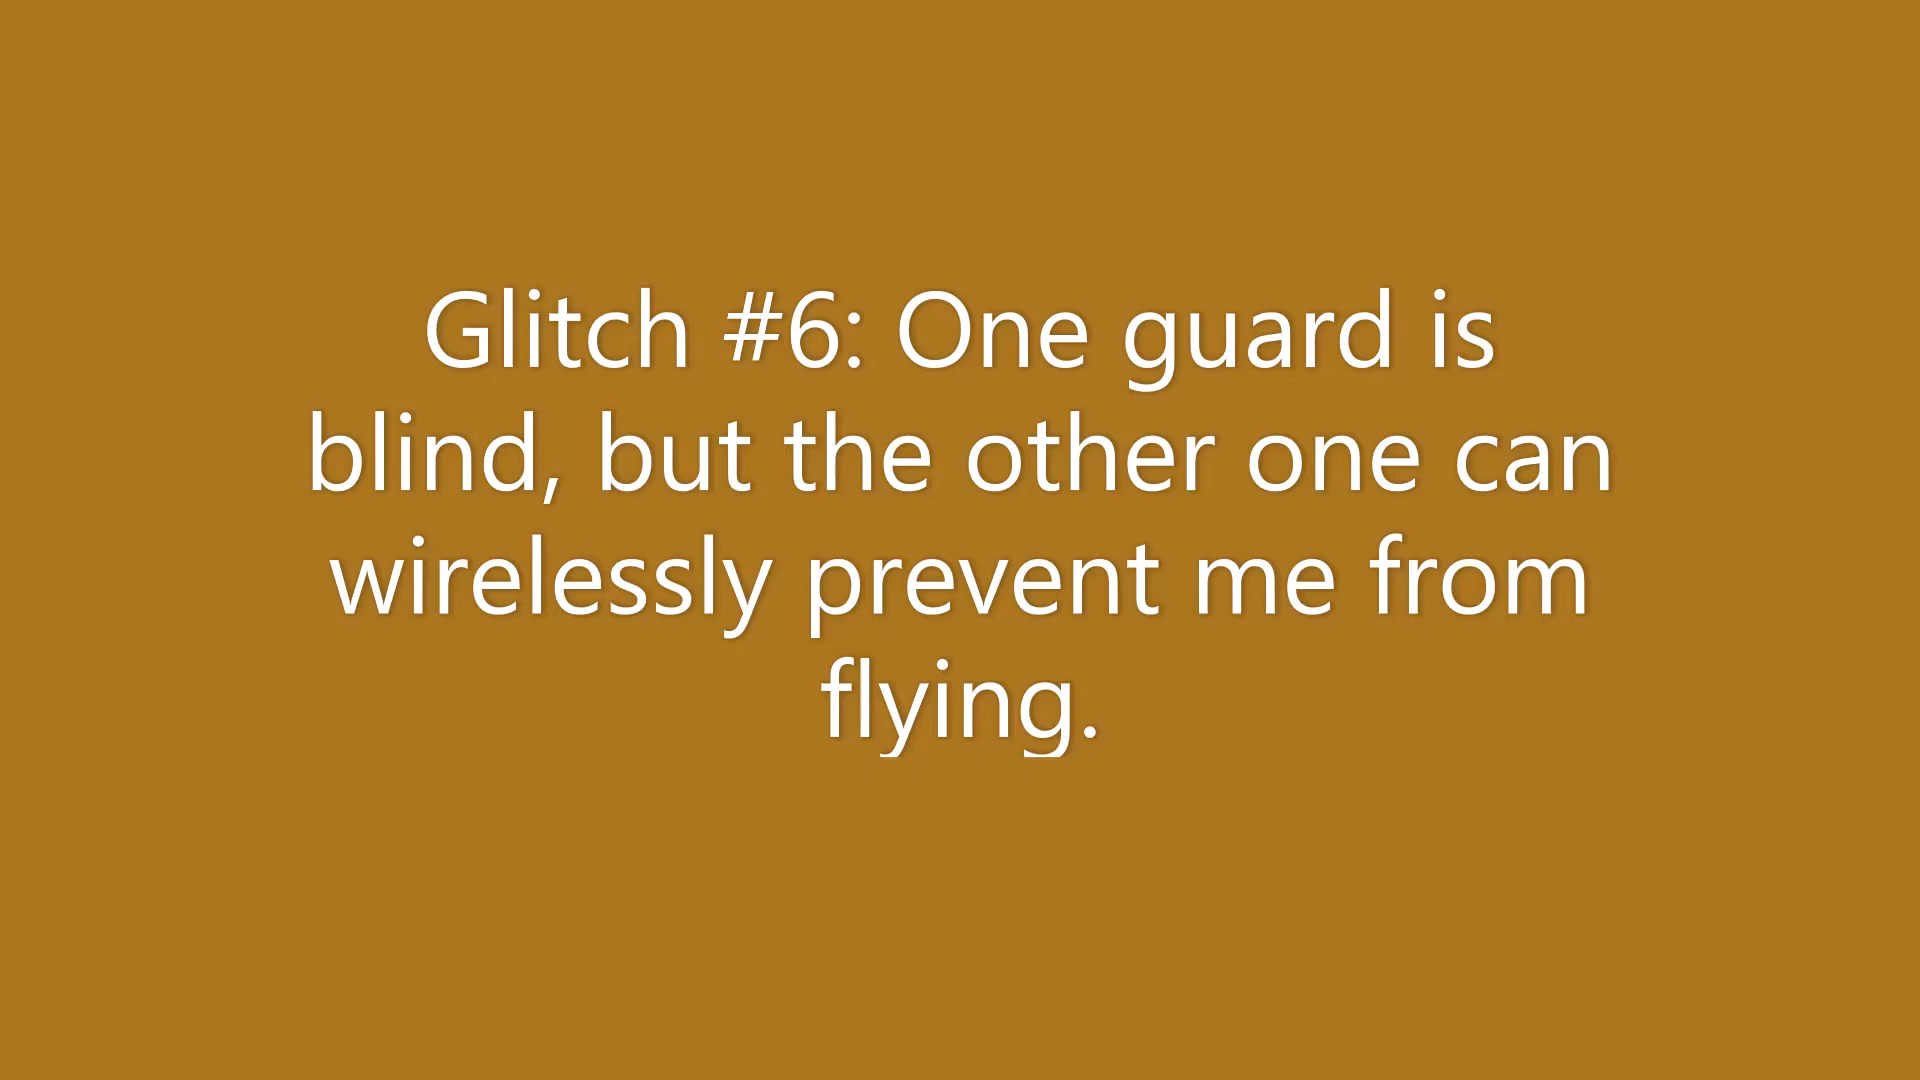 Glitch #6: One guard is
blind, but the other one can
wirelessly prevent me from
flying.